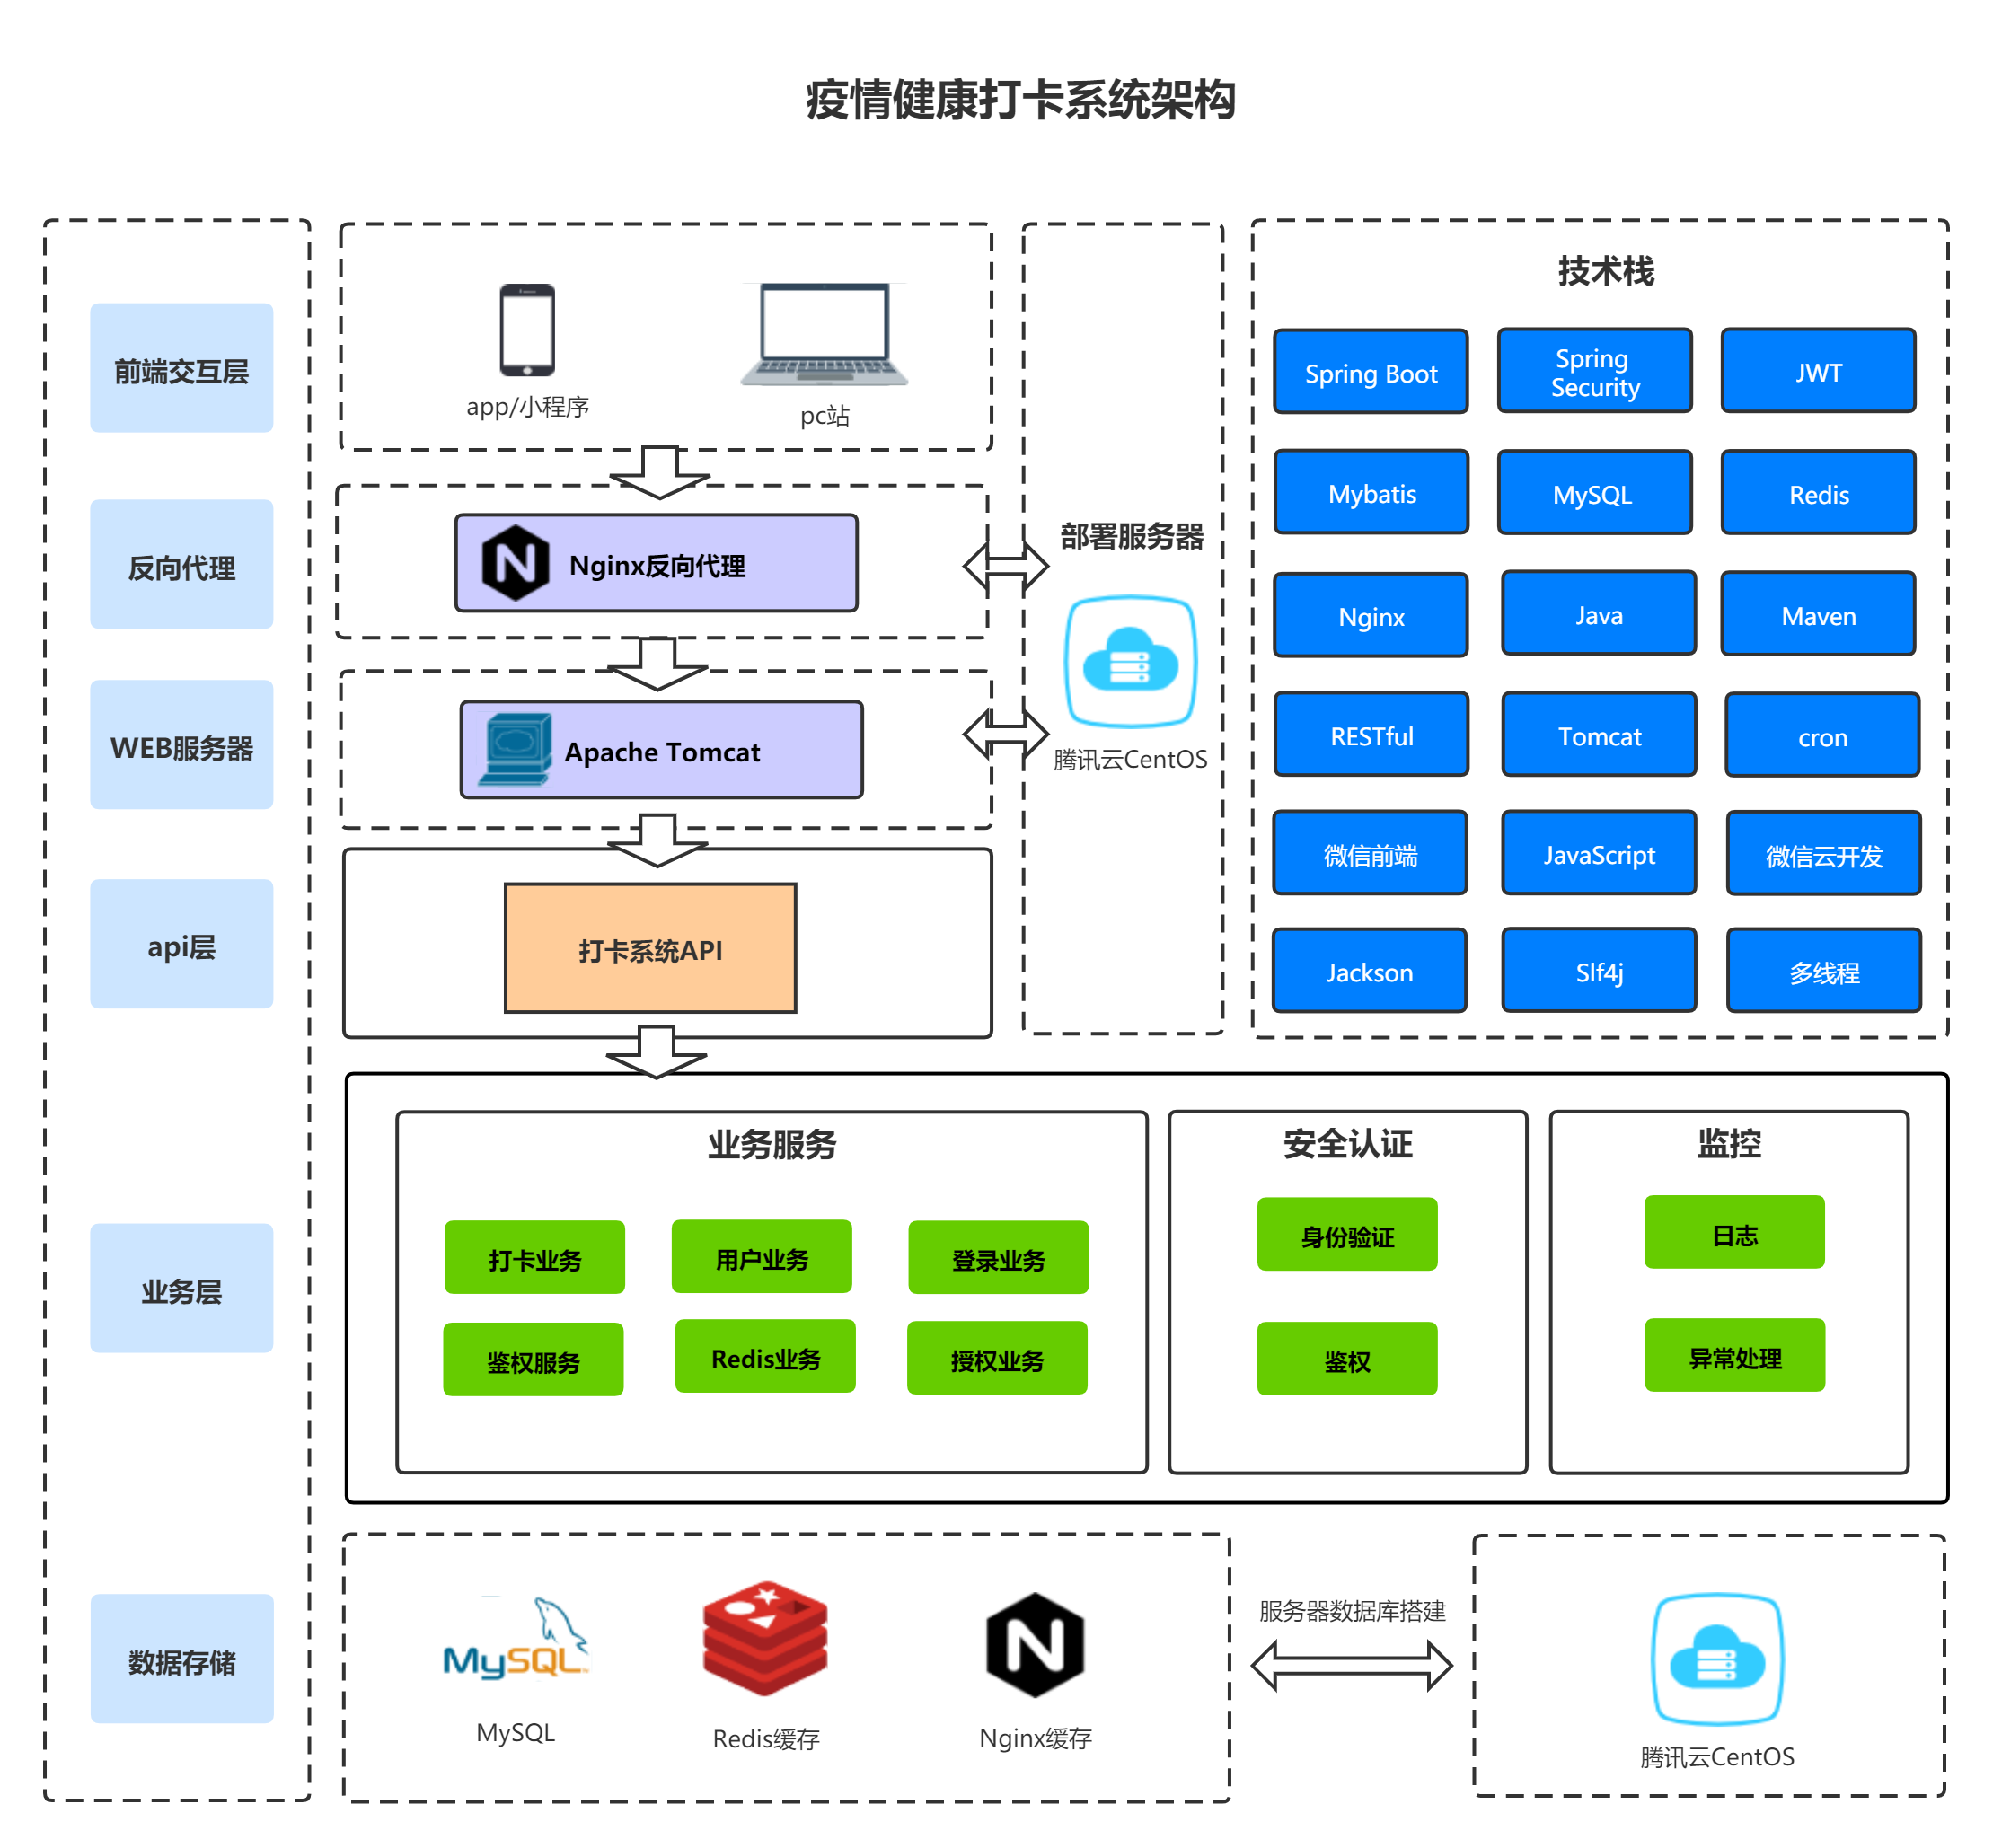 疫情健康打卡系统架构
前端交互层
反向代理
WEB服务器
api层
业务层
数据存储
app/小程序
pc站
Nginx反向代理
Apache Tomcat
打卡系统API
部署服务器
腾讯云CentOS
技术栈
Spring Boot
Spring
Security
JWT
Mybatis
MySQL
Redis
Nginx
Java
Maven
RESTful
Tomcat
cron
微信前端
JavaScript
微信云开发
Jackson
Slf4j
多线程
业务服务
打卡业务
用户业务
登录业务
鉴权服务
Redis业务
授权业务
安全认证
身份验证
鉴权
监控
日志
异常处理
MySQL
MySQL
Redis缓存
Nginx缓存
服务器数据库搭建
腾讯云CentOS